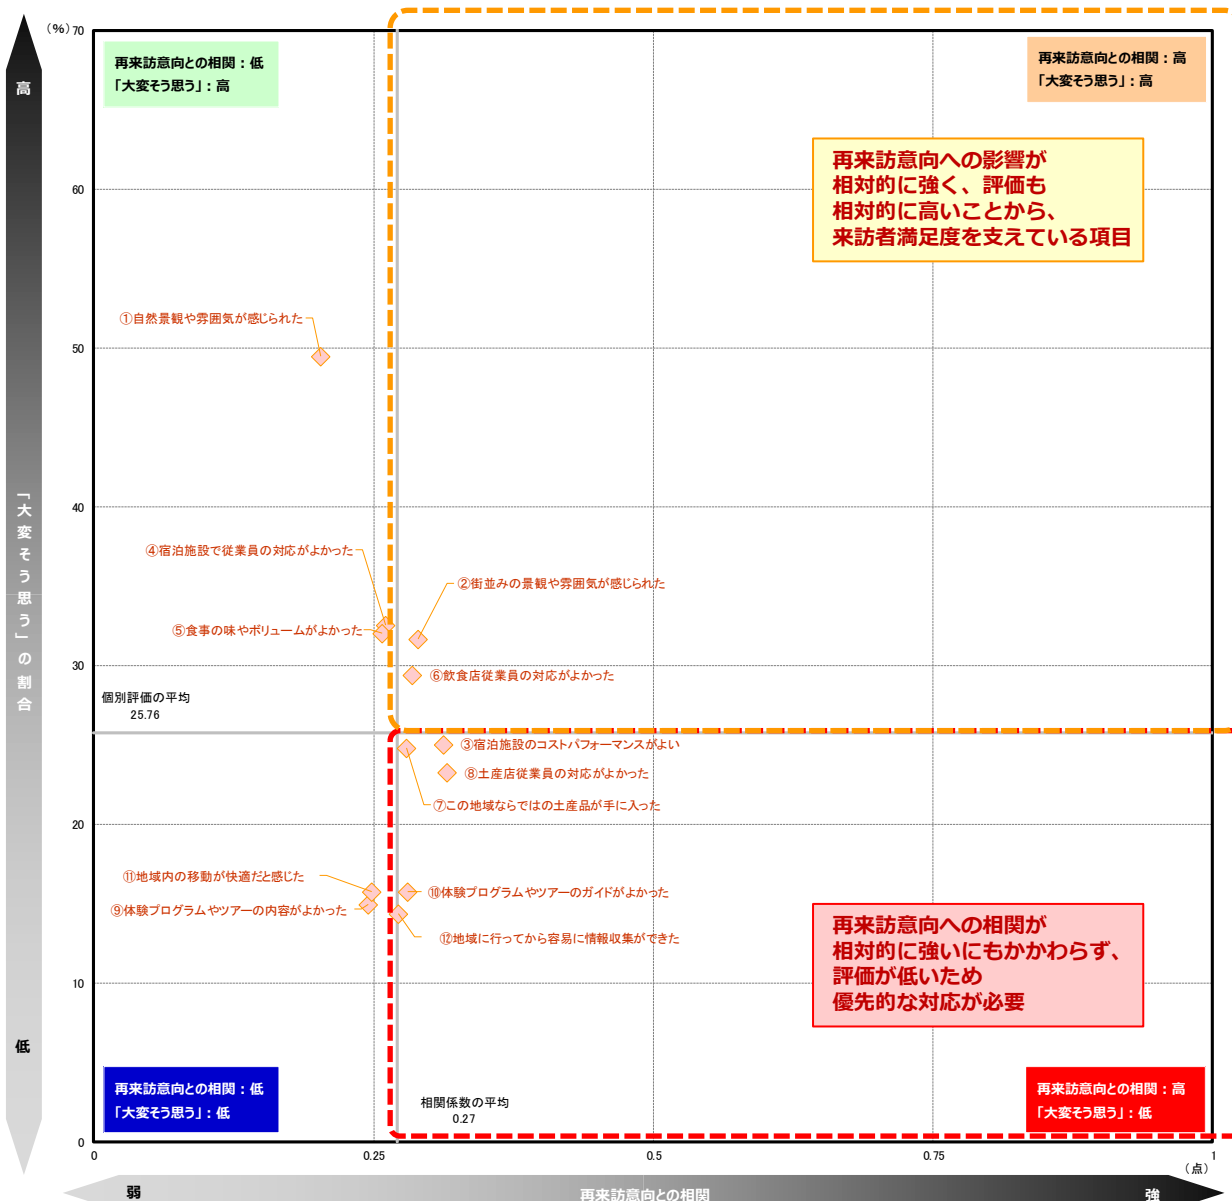 (%)
70
60
50
40
30
20
10
0
高
「大変そう思う」の割合
低
再来訪意向との相関：低
「大変そう思う」：高
再来訪意向との相関：高
「大変そう思う」：高
再来訪意向への影響が
相対的に強く、評価も
相対的に高いことから、
来訪者満足度を支えている項目
①自然景観や雰囲気が感じられた
④宿泊施設で従業員の対応がよかった
②街並みの景観や雰囲気が感じられた
⑤食事の味やボリュームがよかった
⑥飲食店従業員の対応がよかった
個別評価の平均
25.76
③宿泊施設のコストパフォーマンスがよい
⑧土産店従業員の対応がよかった
⑦この地域ならではの土産品が手に入った
⑪地域内の移動が快適だと感じた
⑩体験プログラムやツアーのガイドがよかった
⑨体験プログラムやツアーの内容がよかった
⑫地域に行ってから容易に情報収集ができた
再来訪意向への相関が
相対的に強いにもかかわらず、
評価が低いため
優先的な対応が必要
再来訪意向との相関：低
「大変そう思う」：低
相関係数の平均
0.27
再来訪意向との相関：高
「大変そう思う」：低
0
0.25
0.5
0.75
1
(点)
弱
再来訪意向との相関
強